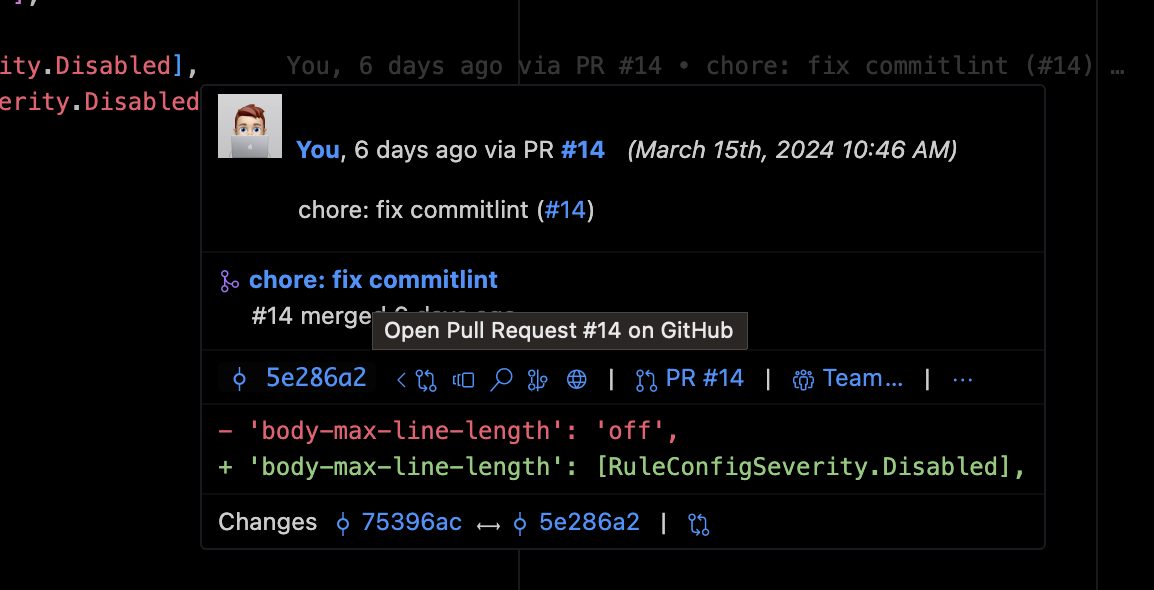 ],
ity.Disabled],
You, 6 days ago via PR #14 • chore: fix commitlint (#14) …
erity.Disabled
You, 6 days ago via PR #14 (March 15th, 2024 10:46 AM)
chore: fix commitlint (#14)
chore: fix commitlint
#14 merged 6 days ago
Open Pull Request #14 on GitHub
5e286a2 | PR #14 | Team… | ···
- 'body-max-line-length': 'off',
+ 'body-max-line-length': [RuleConfigSeverity.Disabled],
Changes 75396ac ⟷ 5e286a2 |